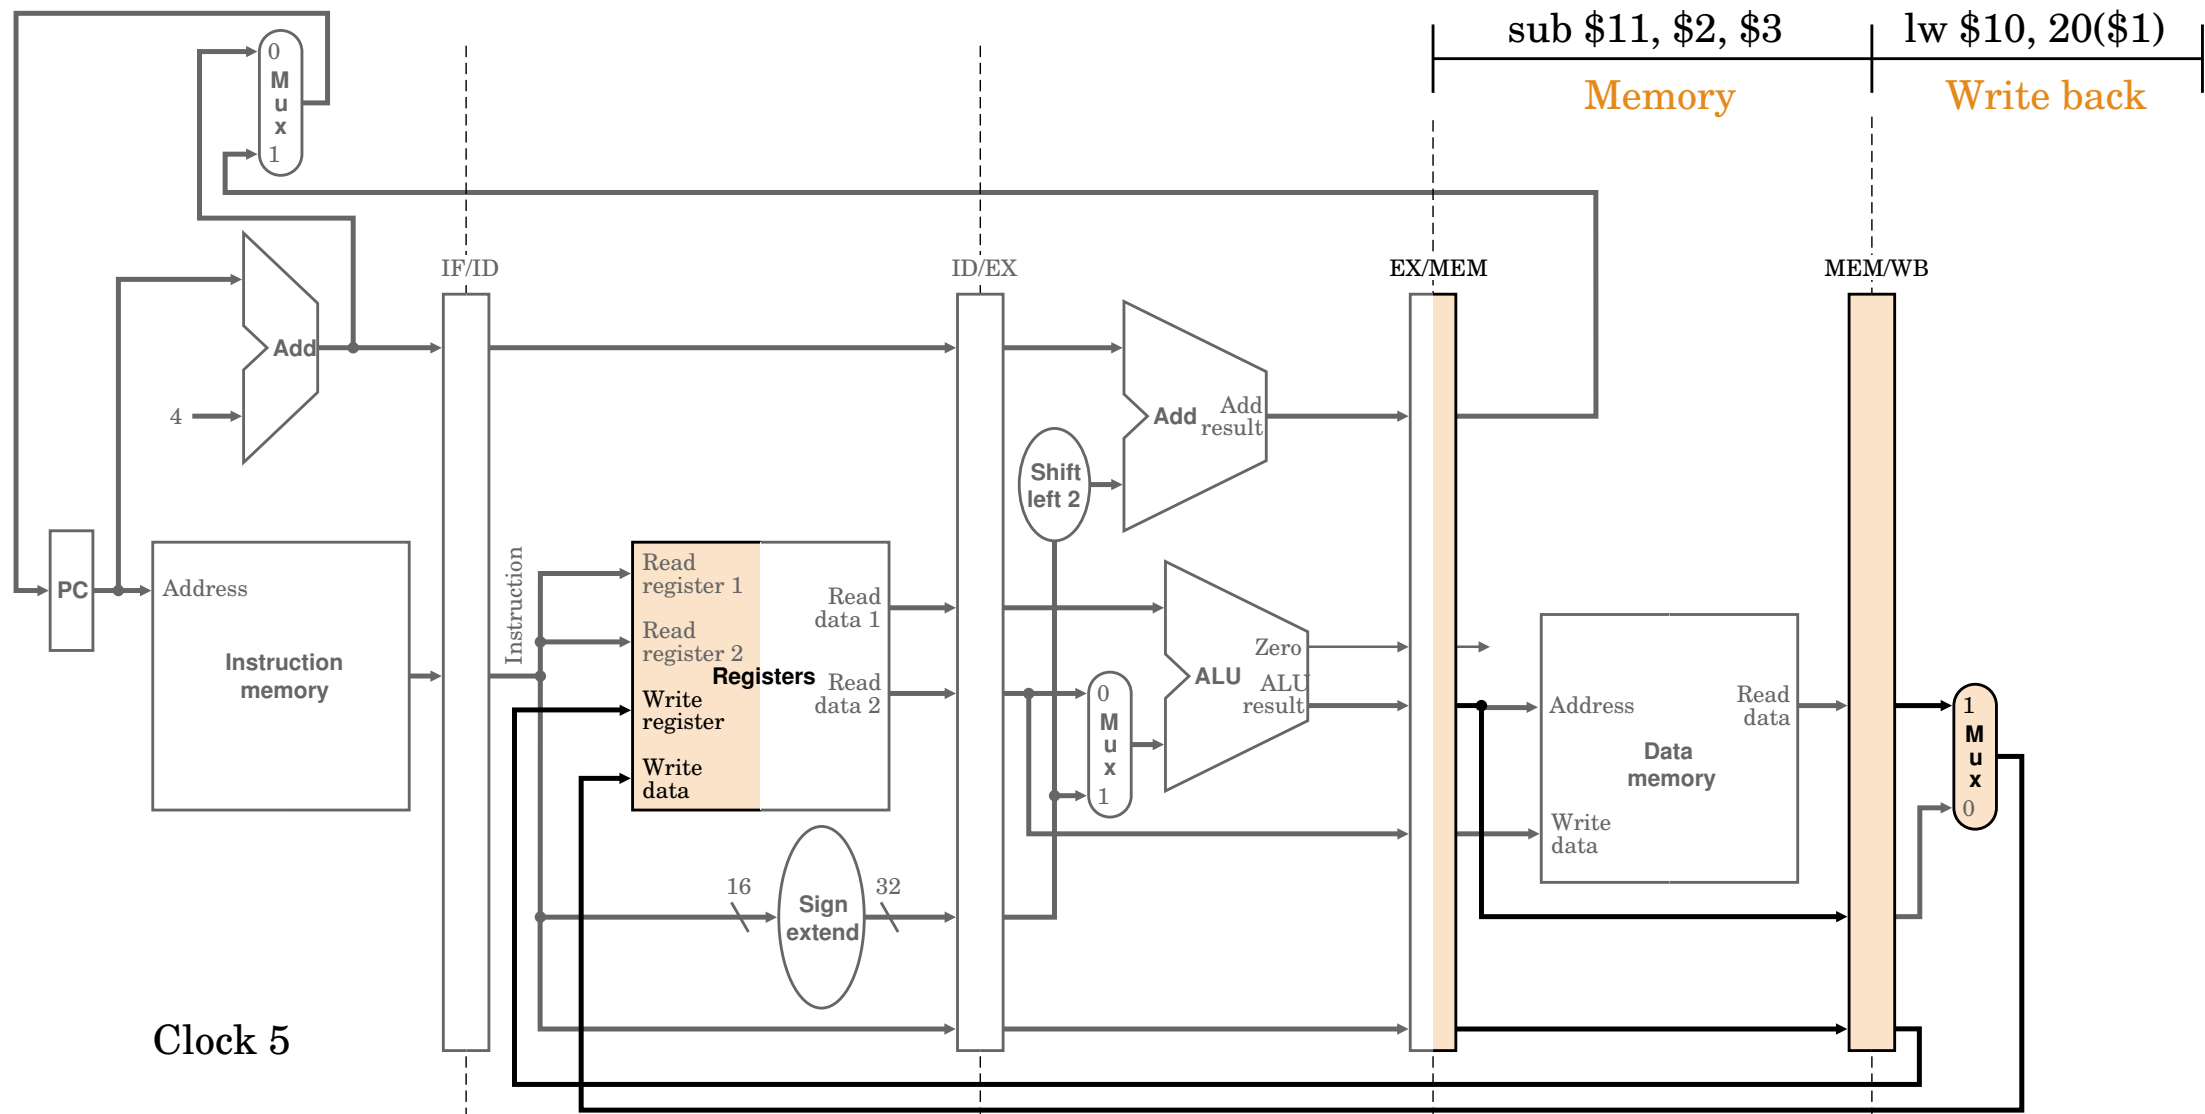 sub $11, $2, $3
lw $10, 20($1)
Memory
Write back
0
M
u
x
1
IF/ID
ID/EX
EX/MEM
MEM/WB
Add
4
Add
Add
result
Shift
left 2
PC
Address
Instruction
memory
Instruction
Read
register 1
Read
register 2
Write
register
Write
data
Registers
Read
data 1
Read
data 2
0
M
u
x
1
Zero
ALU
ALU
result
Address
Read
data
Data
memory
Write
data
1
M
u
x
0
16
Sign
extend
32
Clock 5